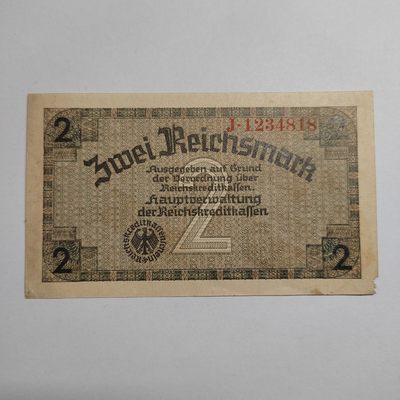 J·1234818
2
Zwei Reichsmark
Ausgegeben auf Grund
der Verordnung über
Reichskreditkassen.
Hauptverwaltung
der Reichskreditkassen
2
2
2